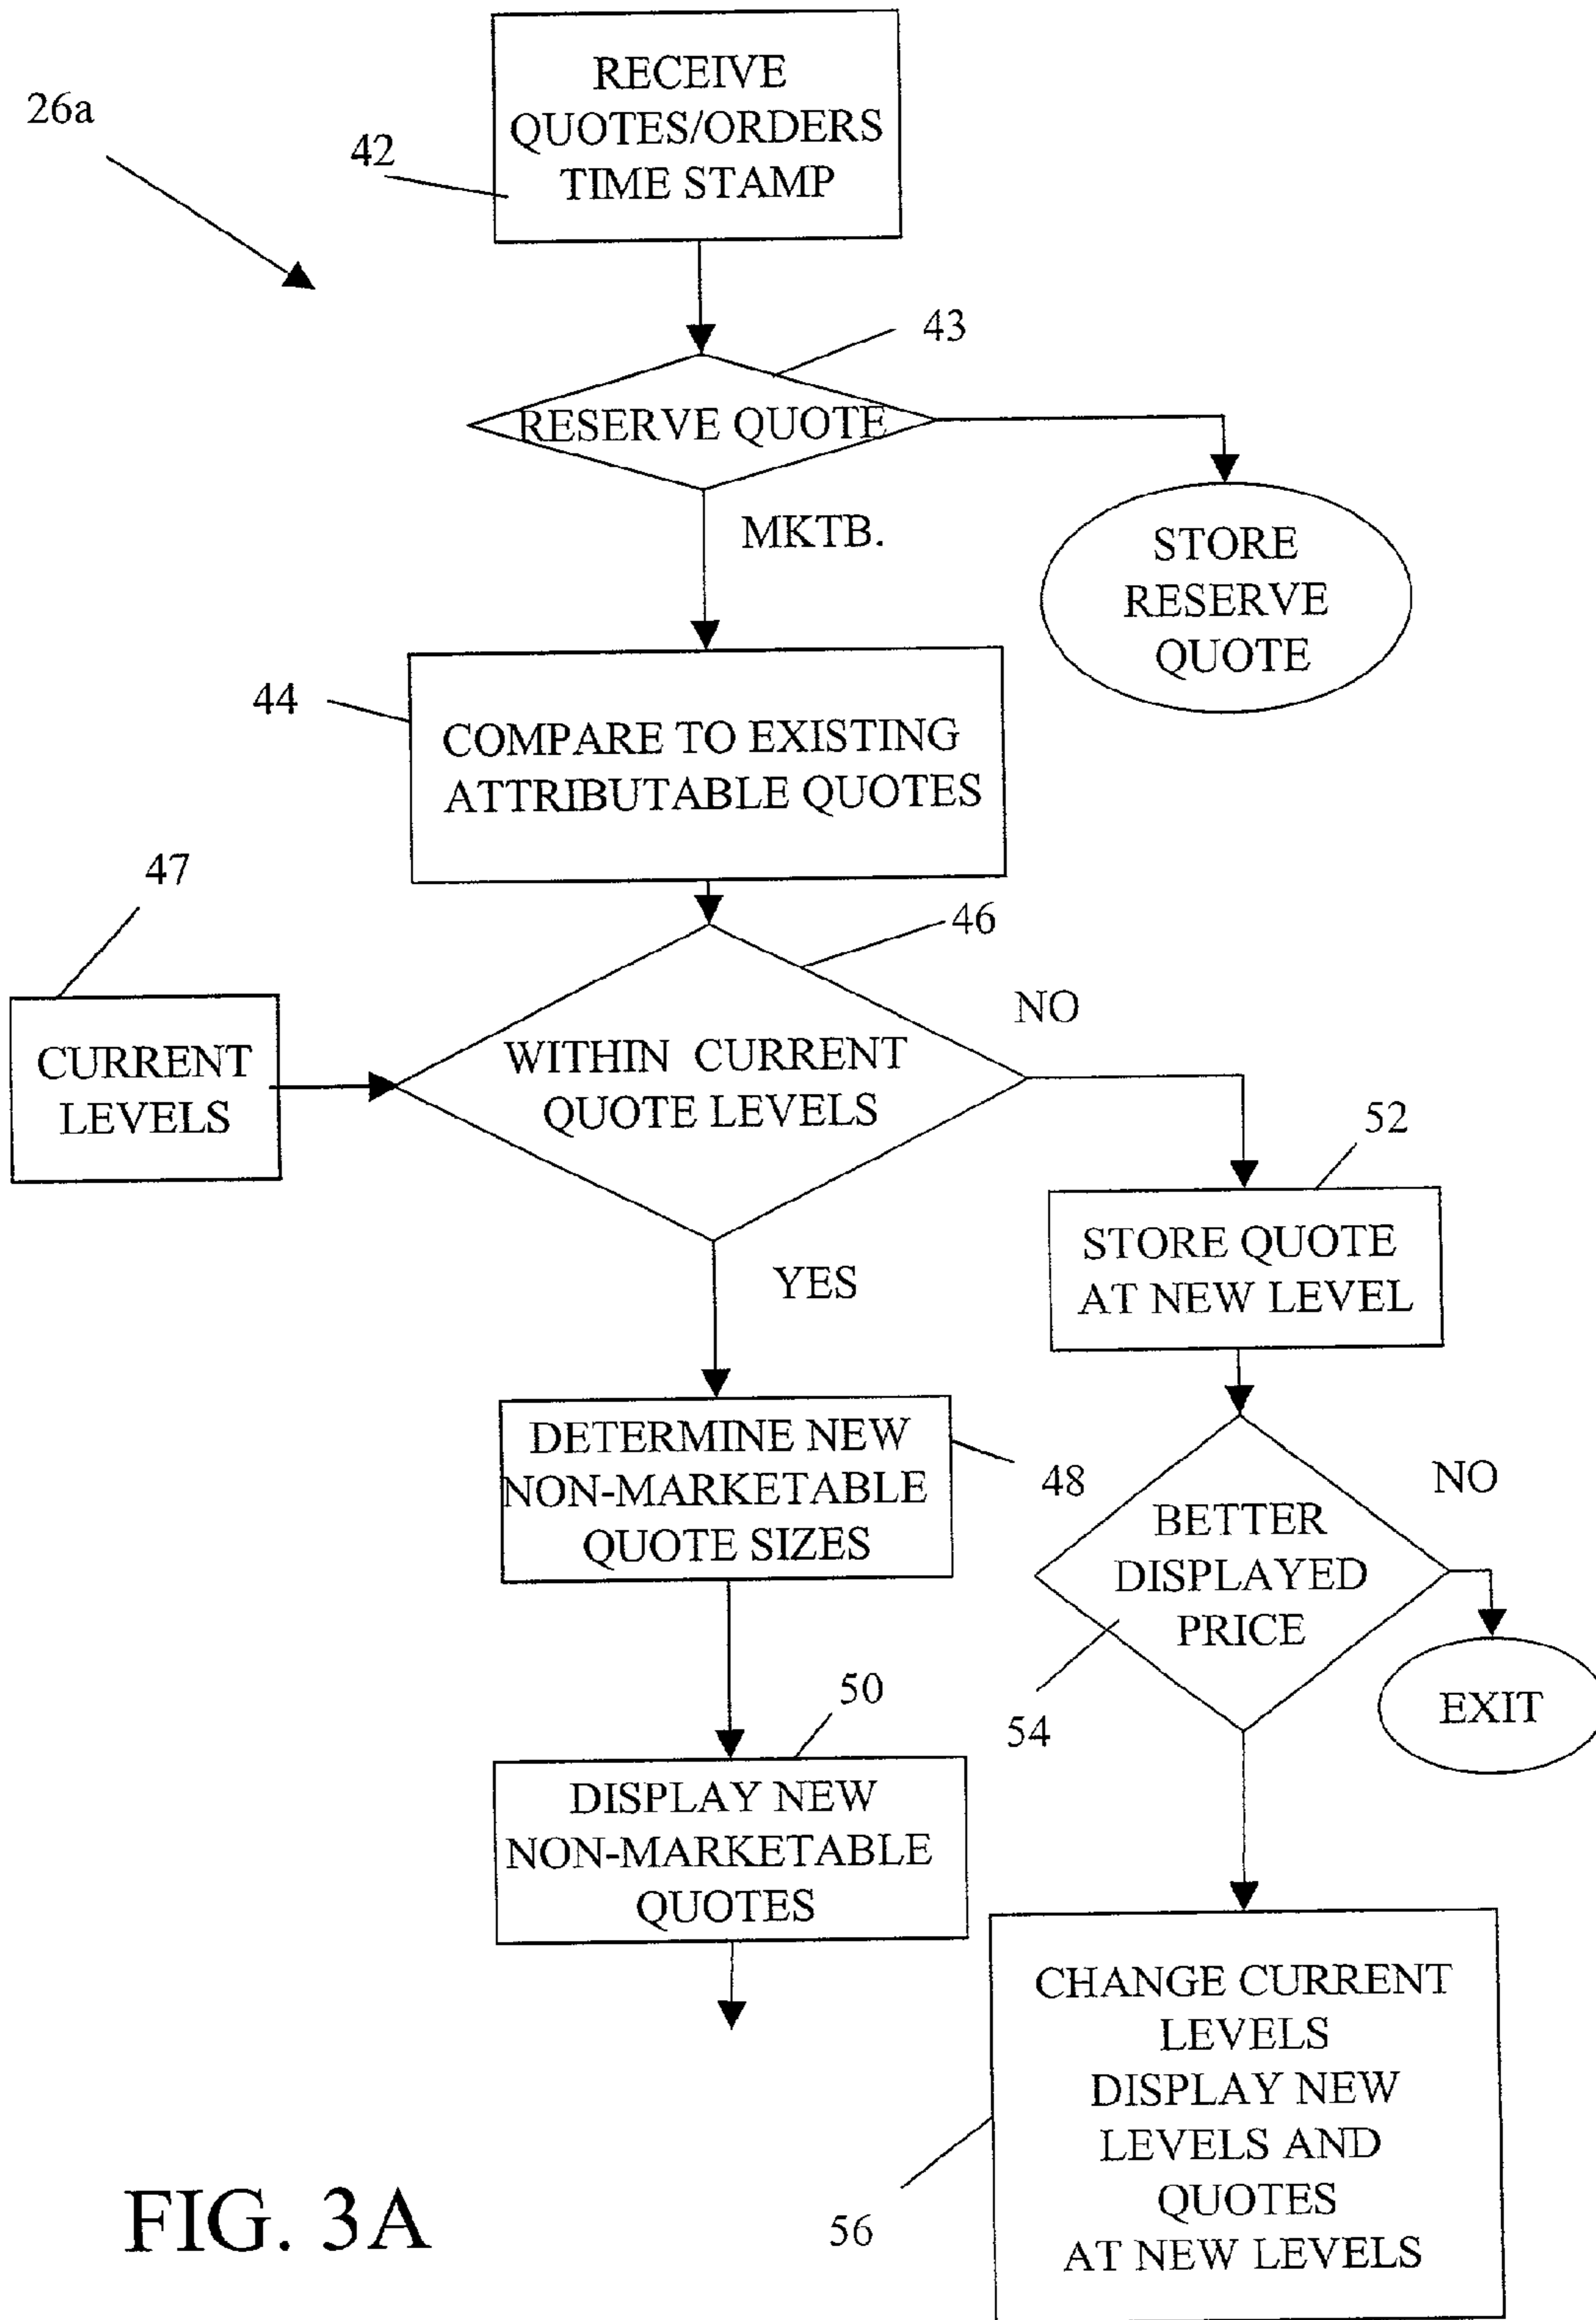 26a
RECEIVE
QUOTES/ORDERS
TIME STAMP
42
43
RESERVE QUOTE
MKTB.
STORE
RESERVE
QUOTE
44
COMPARE TO EXISTING
ATTRIBUTABLE QUOTES
47
46
CURRENT
LEVELS
WITHIN CURRENT
QUOTE LEVELS
NO
52
STORE QUOTE
AT NEW LEVEL
YES
DETERMINE NEW
NON-MARKETABLE
QUOTE SIZES
48
BETTER
DISPLAYED
PRICE
NO
54
EXIT
50
DISPLAY NEW
NON-MARKETABLE
QUOTES
CHANGE CURRENT
LEVELS
DISPLAY NEW
LEVELS AND
QUOTES
AT NEW LEVELS
56
FIG. 3A